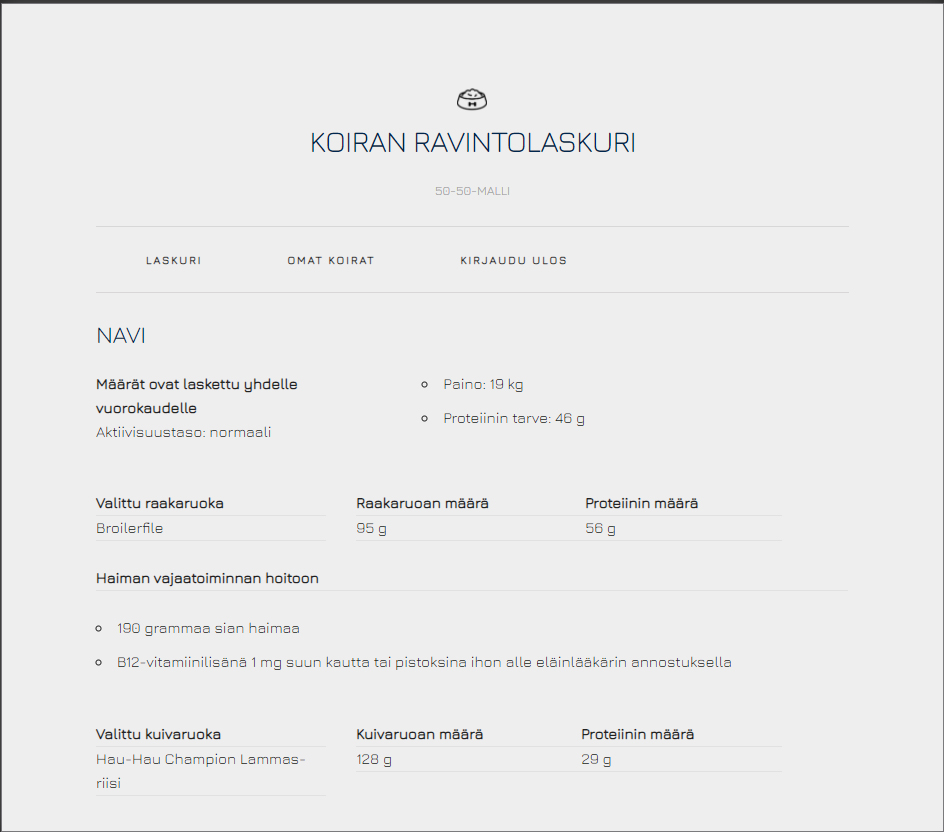 KOIRAN RAVINTOLASKURI
50-50-MALLI
LASKURI OMAT KOIRAT KIRJAUDU ULOS
NAVI
Määrät ovat laskettu yhdelle
vuorokaudelle
Aktiivisuustaso: normaali
Paino: 19 kg
Proteiinin tarve: 46 g
Valittu raakaruoka Raakaruoan määrä Proteiinin määrä
Broilerfile 95 g 56 g
Haiman vajaatoiminnan hoitoon
190 grammaa sian haimaa
B12-vitamiinilisänä 1 mg suun kautta tai pistoksina ihon alle eläinlääkärin annostuksella
Valittu kuivaruoka Kuivaruoan määrä Proteiinin määrä
Hau-Hau Champion Lammas- 128 g 29 g
riisi